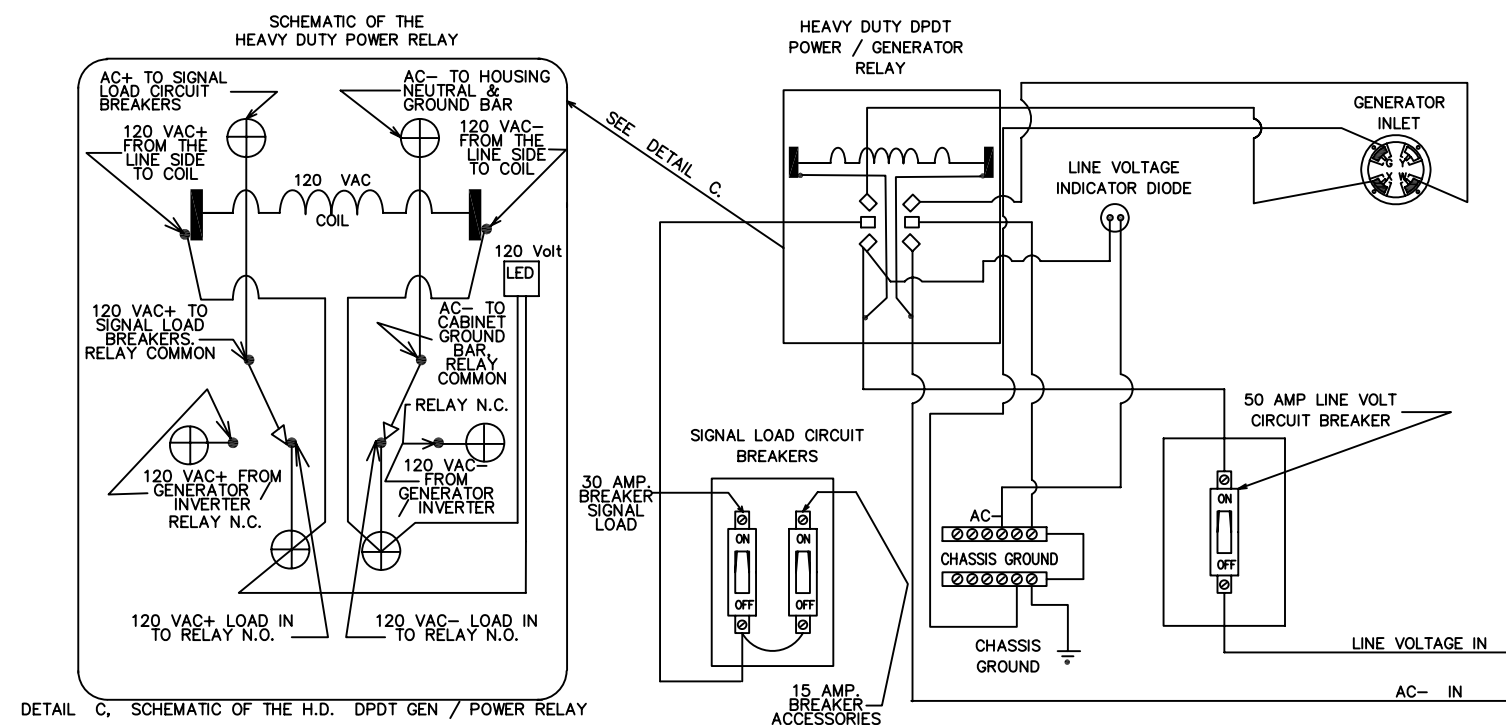 SCHEMATIC OF THE
HEAVY DUTY POWER RELAY
AC+ TO SIGNAL
LOAD CIRCUIT
BREAKERS
AC- TO HOUSING
NEUTRAL &
GROUND BAR
120 VAC+
FROM THE
LINE SIDE
TO COIL
120 VAC-
FROM THE
LINE SIDE
TO COIL
120 VAC
COIL
120 Volt
LED
120 VAC+ TO
SIGNAL LOAD
BREAKERS.
RELAY COMMON
AC- TO
CABINET
GROUND
BAR,
RELAY
COMMON
RELAY N.C.
120 VAC+ FROM
GENERATOR
INVERTER
RELAY N.C.
120 VAC-
FROM
GENERATOR
INVERTER
120 VAC+ LOAD IN
TO RELAY N.O.
120 VAC- LOAD IN
TO RELAY N.O.
DETAIL C, SCHEMATIC OF THE H.D. DPDT GEN / POWER RELAY
SEE DETAIL C.
HEAVY DUTY DPDT
POWER / GENERATOR
RELAY
GENERATOR
INLET
G Y
X W
LINE VOLTAGE
INDICATOR DIODE
50 AMP LINE VOLT
CIRCUIT BREAKER
SIGNAL LOAD CIRCUIT
BREAKERS
30 AMP.
BREAKER
SIGNAL
LOAD
ON
OFF
ON
OFF
15 AMP.
BREAKER
ACCESSORIES
AC-
CHASSIS GROUND
CHASSIS
GROUND
ON
OFF
LINE VOLTAGE IN
AC- IN